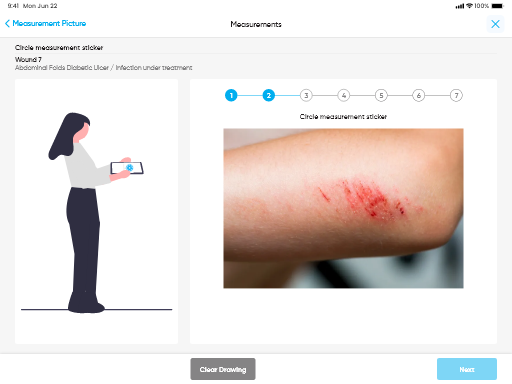 9:41 Mon Jun 22
100%
Measurement Picture
Measurements
Circle measurement sticker
Wound 7
Abdominal Folds Diabetic Ulcer / Infection under treatment
1 2 3 4 5 6 7
Circle measurement sticker
Clear Drawing
Next